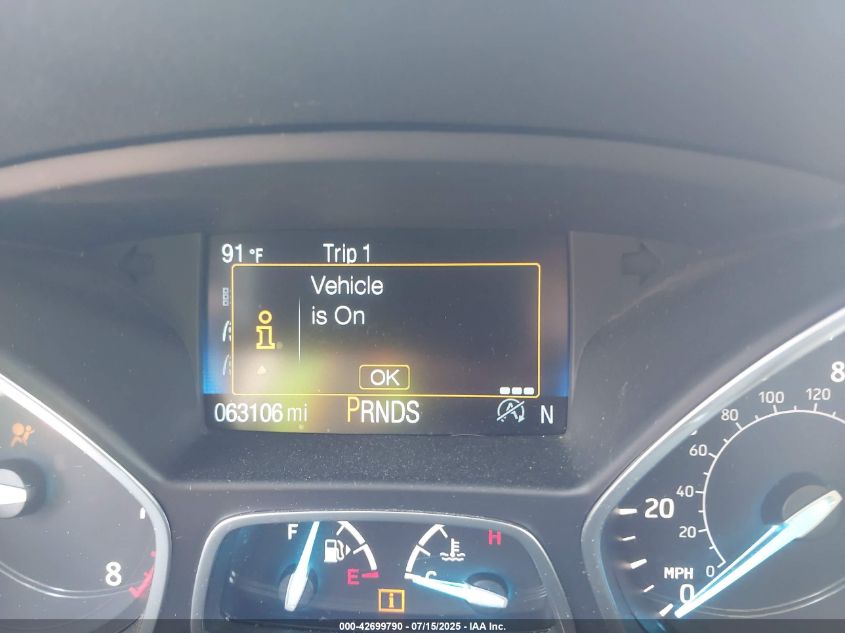 91 °F Trip 1
Vehicle
is On
i
OK
063106 mi PRNDS A N
8
F E
C H
i
8
20
MPH
0
0 20 40 60 80 100 120
000-42699790 - 07/15/2025 - IAA Inc.